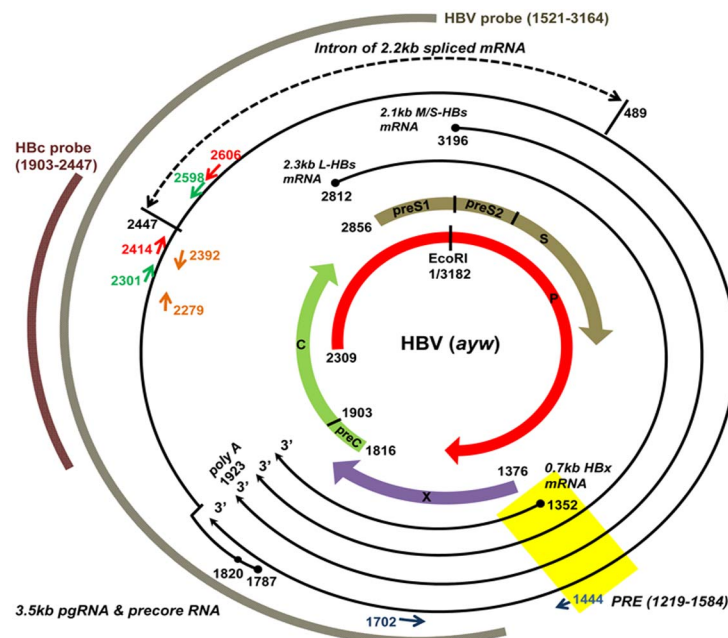 HBV probe (1521-3164)
Intron of 2.2kb spliced mRNA
489
2.1kb M/S-HBs
mRNA
3196
HBc probe
(1903-2447)
2606
2598
2.3kb L-HBs
mRNA
2812
2447
2856
preS1
preS2
S
2414
2392
2301
2279
EcoRI
1/3182
P
C
HBV (ayw)
2309
1903
preC
1816
poly A
1923
3’
3’
3’
3’
1376
X
0.7kb HBx
mRNA
1352
1820
1787
3.5kb pgRNA & precore RNA
1702
1444
PRE (1219-1584)